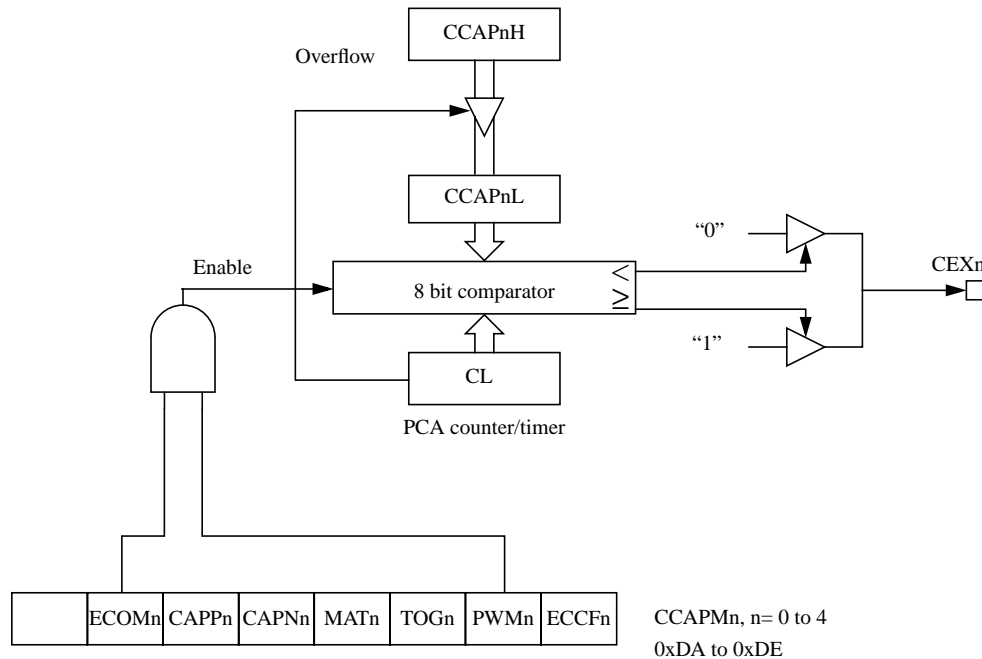 CCAPnH
Overflow
CCAPnL
“0”
Enable
<
8 bit comparator
≥
CEXn
“1”
CL
PCA counter/timer
ECOMn CAPPn CAPNn MATn TOGn PWMn ECCFn
CCAPMn, n= 0 to 4
0xDA to 0xDE